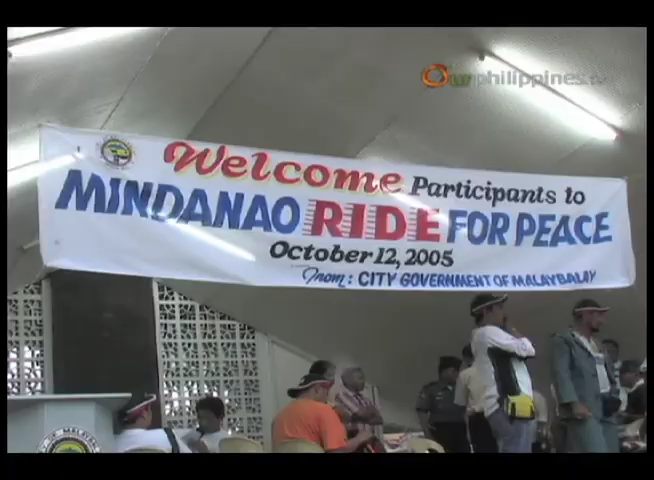 Ourphilippines.tv
Welcome Participants to
MINDANAO RIDE FOR PEACE
October 12, 2005
From: CITY GOVERNMENT OF MALAYBALAY